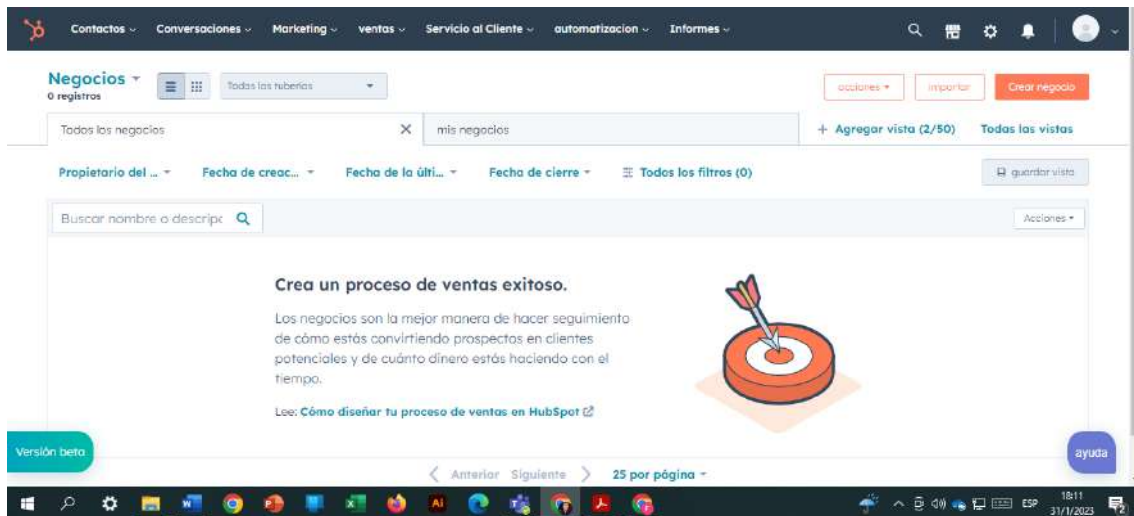 Contactos Conversaciones Marketing ventas Servicio al Cliente automatizacion Informes
Negocios
0 registros
Todas las tuberías
acciones
importar
Crear negocio
Todos los negocios
mis negocios
+ Agregar vista (2/50)
Todas las vistas
Propietario del ...
Fecha de creac...
Fecha de la últi...
Fecha de cierre
Todos los filtros (0)
guardar vista
Buscar nombre o descripc
Acciones
Crea un proceso de ventas exitoso.
Los negocios son la mejor manera de hacer seguimiento
de cómo estás convirtiendo prospectos en clientes
potenciales y de cuánto dinero estás haciendo con el
tiempo.
Lee: Cómo diseñar tu proceso de ventas en HubSpot
Versión beta
ayuda
Anterior Siguiente
25 por página
ESP
18:11
31/1/2023